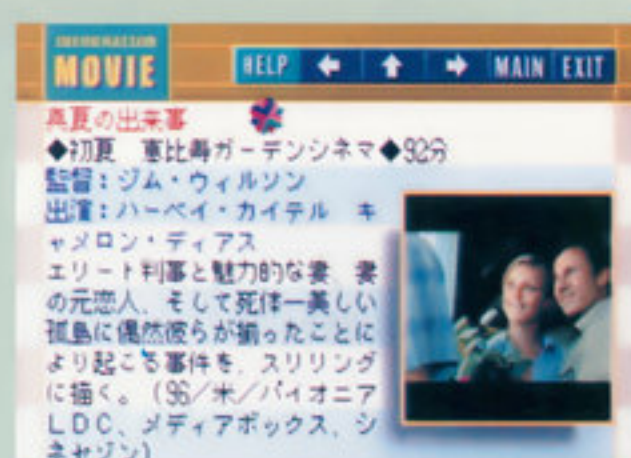 MOVIE
HELP ← ↑ → MAIN EXIT
真夏の出来事
◆初夏 恵比寿ガーデンシネマ◆92分
監督：ジム・ウィルソン
出演：ハーベイ・カイテル キ
ャメロン・ディアス
エリート判事と魅力的な妻 妻
の元恋人、そして死体―美しい
孤島に偶然彼らが揃ったことに
より起こる事件を、スリリング
に描く。（96／米／パイオニア
LDC、メディアボックス、シ
ネセゾン）